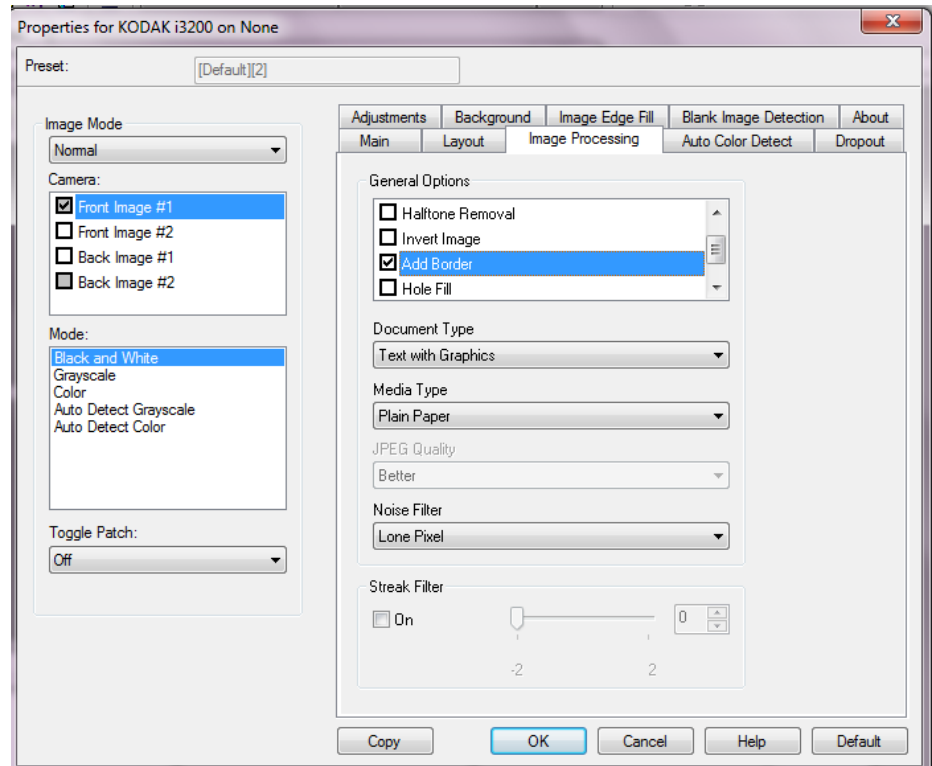 Properties for KODAK i3200 on None
Preset:
[Default][2]
Image Mode
Normal
Camera:
Front Image #1
Front Image #2
Back Image #1
Back Image #2
Mode:
Black and White
Grayscale
Color
Auto Detect Grayscale
Auto Detect Color
Toggle Patch:
Off
Adjustments Background Image Edge Fill Blank Image Detection About
Main Layout Image Processing Auto Color Detect Dropout
General Options
Halftone Removal
Invert Image
Add Border
Hole Fill
Document Type
Text with Graphics
Media Type
Plain Paper
JPEG Quality
Better
Noise Filter
Lone Pixel
Streak Filter
On 0
-2 2
Copy OK Cancel Help Default